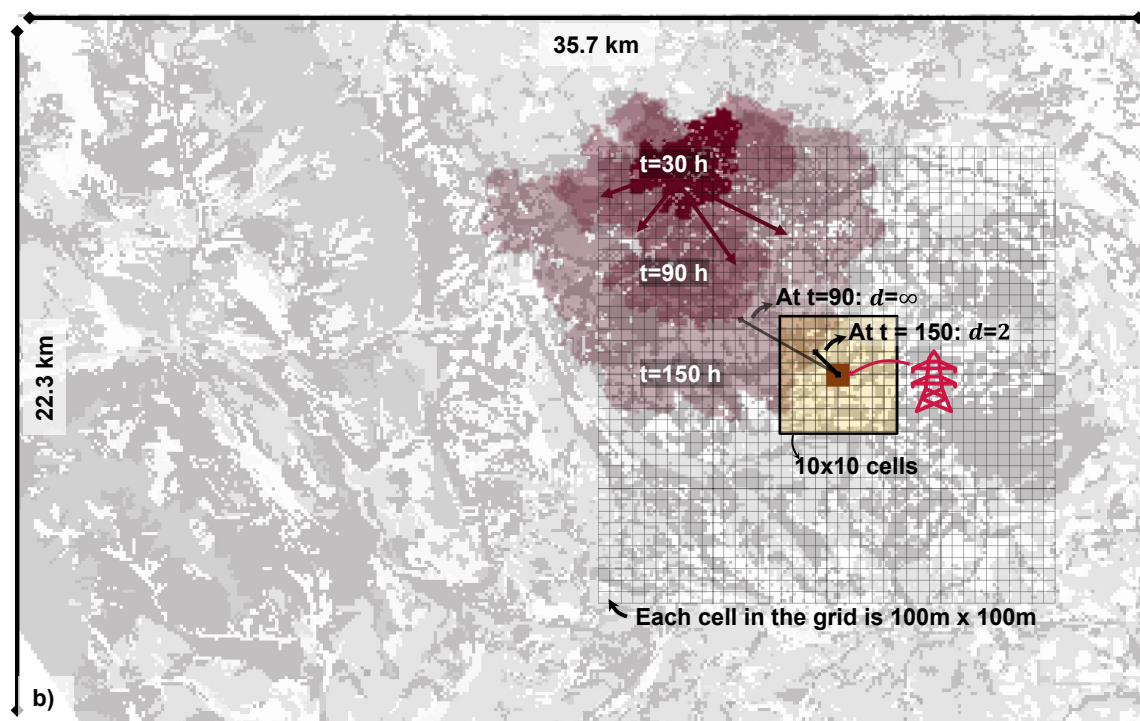 35.7 km
22.3 km
t=30 h
t=90 h
At t=90: d=∞
At t = 150: d=2
t=150 h
10x10 cells
Each cell in the grid is 100m x 100m
b)